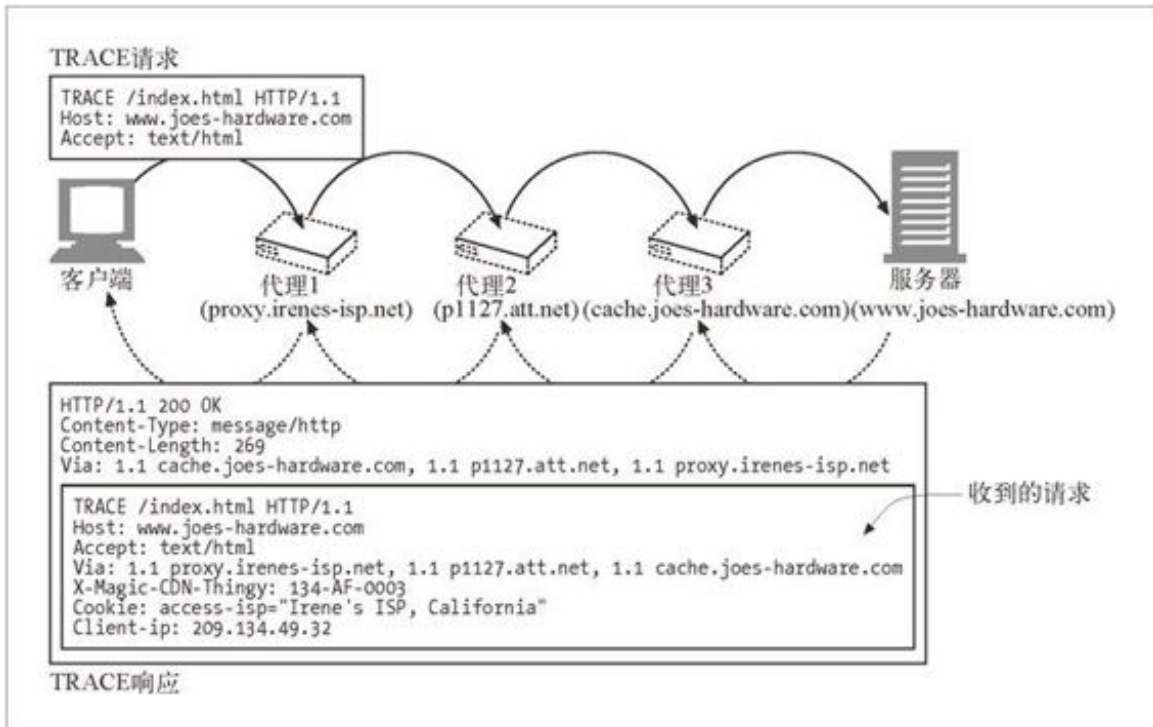 TRACE请求
TRACE /index.html HTTP/1.1
Host: www.joes-hardware.com
Accept: text/html
客户端
代理1
(proxy.irenes-isp.net)
代理2
(p1127.att.net)
代理3
(cache.joes-hardware.com)
服务器
(www.joes-hardware.com)
HTTP/1.1 200 OK
Content-Type: message/http
Content-Length: 269
Via: 1.1 cache.joes-hardware.com, 1.1 p1127.att.net, 1.1 proxy.irenes-isp.net
收到的请求
TRACE /index.html HTTP/1.1
Host: www.joes-hardware.com
Accept: text/html
Via: 1.1 proxy.irenes-isp.net, 1.1 p1127.att.net, 1.1 cache.joes-hardware.com
X-Magic-CDN-Thingy: 134-AF-0003
Cookie: access-isp="Irene's ISP, California"
Client-ip: 209.134.49.32
TRACE响应